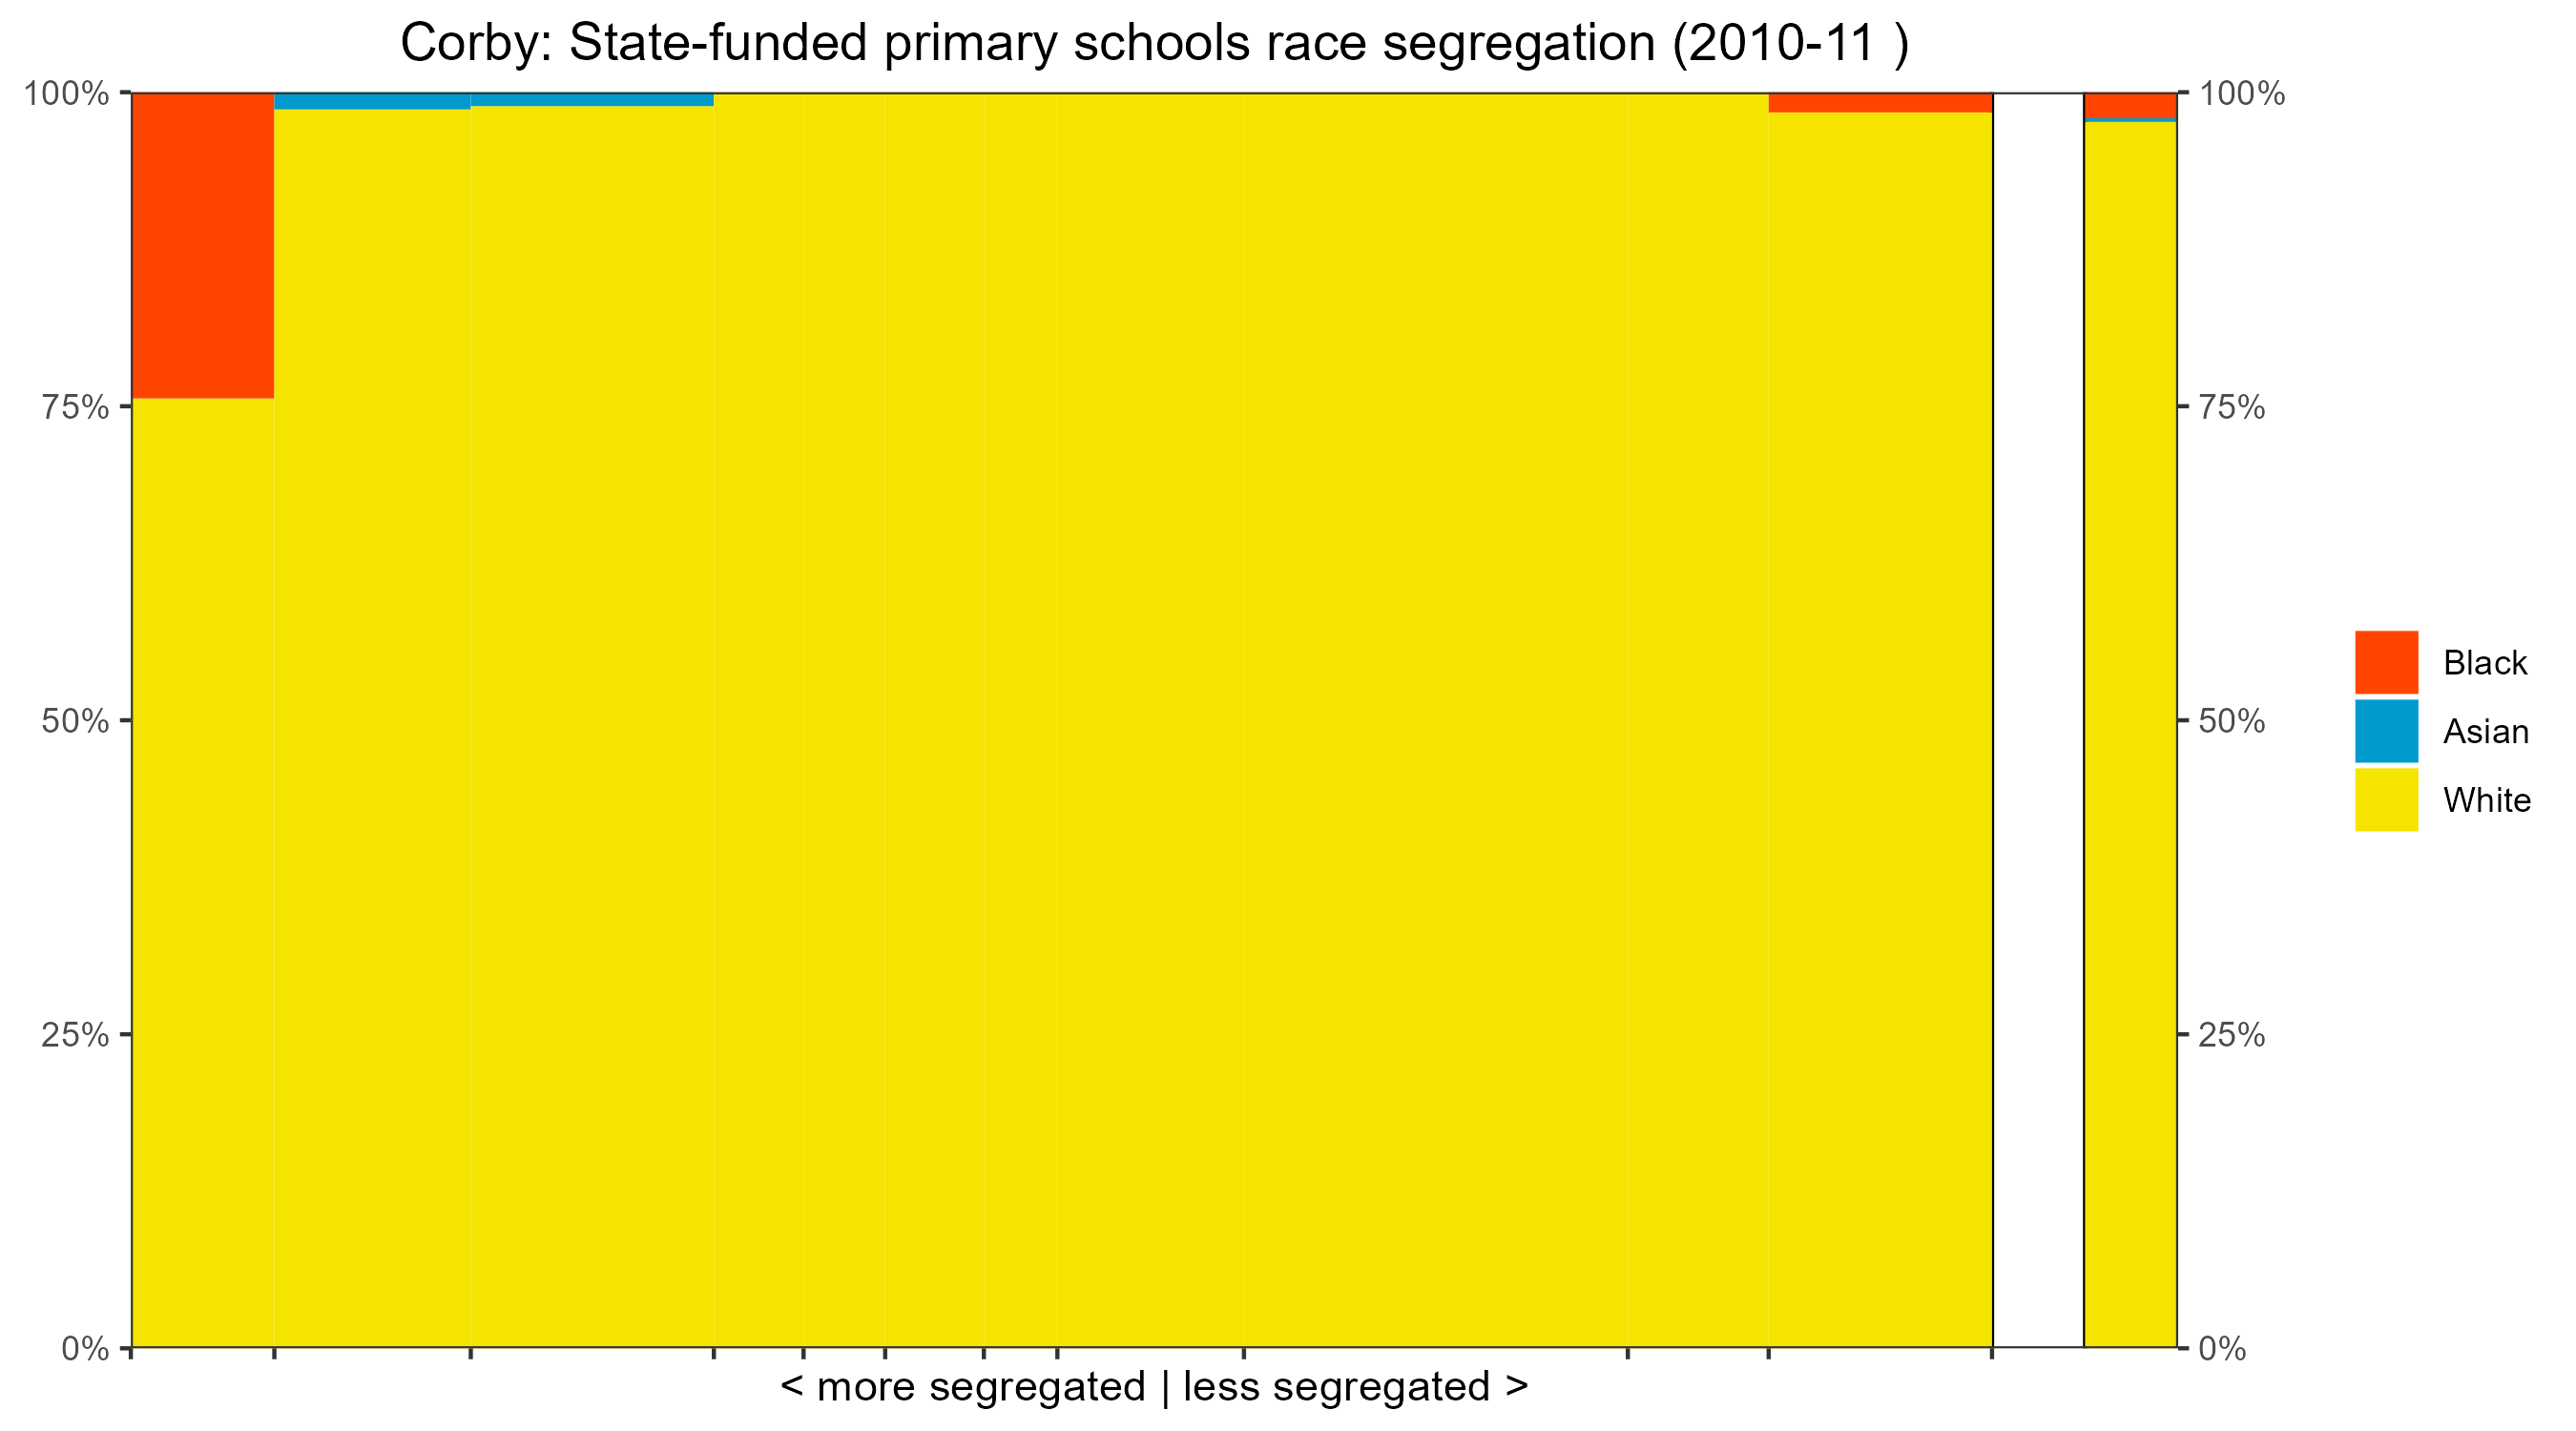 Corby: State-funded primary schools race segregation (2010-11 )
100%
75%
50%
25%
0%
100%
75%
50%
25%
0%
Black
Asian
White
< more segregated | less segregated >